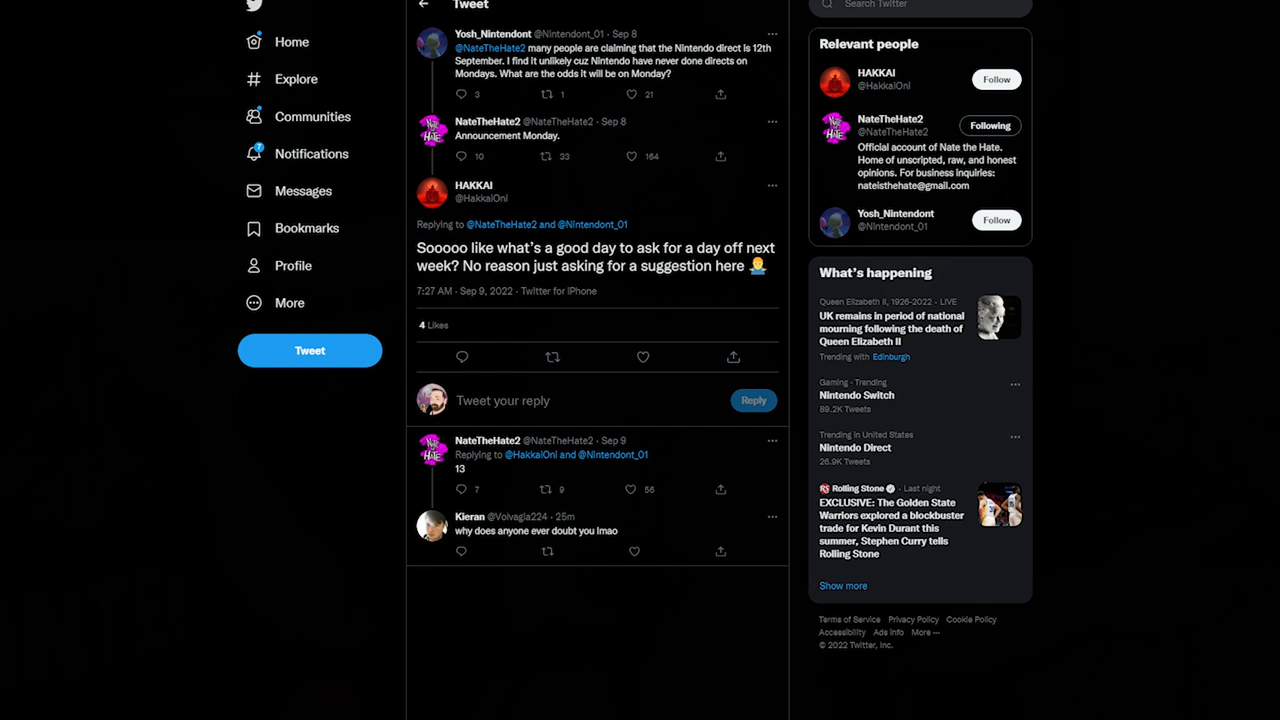 Home
Explore
Communities
7
Notifications
Messages
Bookmarks
Profile
More
Tweet
Tweet
Yosh_Nintendont @Nintendont_01 · Sep 8
@NateTheHate2 many people are claiming that the Nintendo direct is 12th
September. I find it unlikely cuz Nintendo have never done directs on
Mondays. What are the odds it will be on Monday?
3 1 21
NateTheHate2 @NateTheHate2 · Sep 8
Announcement Monday.
10 33 164
HAKKAI
@HakkaiOni
Replying to @NateTheHate2 and @Nintendont_01
Sooooo like what's a good day to ask for a day off next
week? No reason just asking for a suggestion here
7:27 AM · Sep 9, 2022 · Twitter for iPhone
4 Likes
Tweet your reply
Reply
NateTheHate2 @NateTheHate2 · Sep 9
Replying to @HakkaiOni and @Nintendont_01
13
7 9 56
Kieran @Volvagia224 · 25m
why does anyone ever doubt you lmao
Search Twitter
Relevant people
HAKKAI
@HakkaiOni
Follow
NateTheHate2
@NateTheHate2
Following
Official account of Nate the Hate.
Home of unscripted, raw, and honest
opinions. For business inquiries:
nateisthehate@gmail.com
Yosh_Nintendont
@Nintendont_01
Follow
What's happening
Queen Elizabeth II, 1926-2022 · LIVE
UK remains in period of national
mourning following the death of
Queen Elizabeth II
Trending with Edinburgh
Gaming · Trending
Nintendo Switch
89.2K Tweets
Trending in United States
Nintendo Direct
26.9K Tweets
Rolling Stone · Last night
EXCLUSIVE: The Golden State
Warriors explored a blockbuster
trade for Kevin Durant this
summer, Stephen Curry tells
Rolling Stone
Show more
Terms of Service Privacy Policy Cookie Policy
Accessibility Ads info More ···
© 2022 Twitter, Inc.